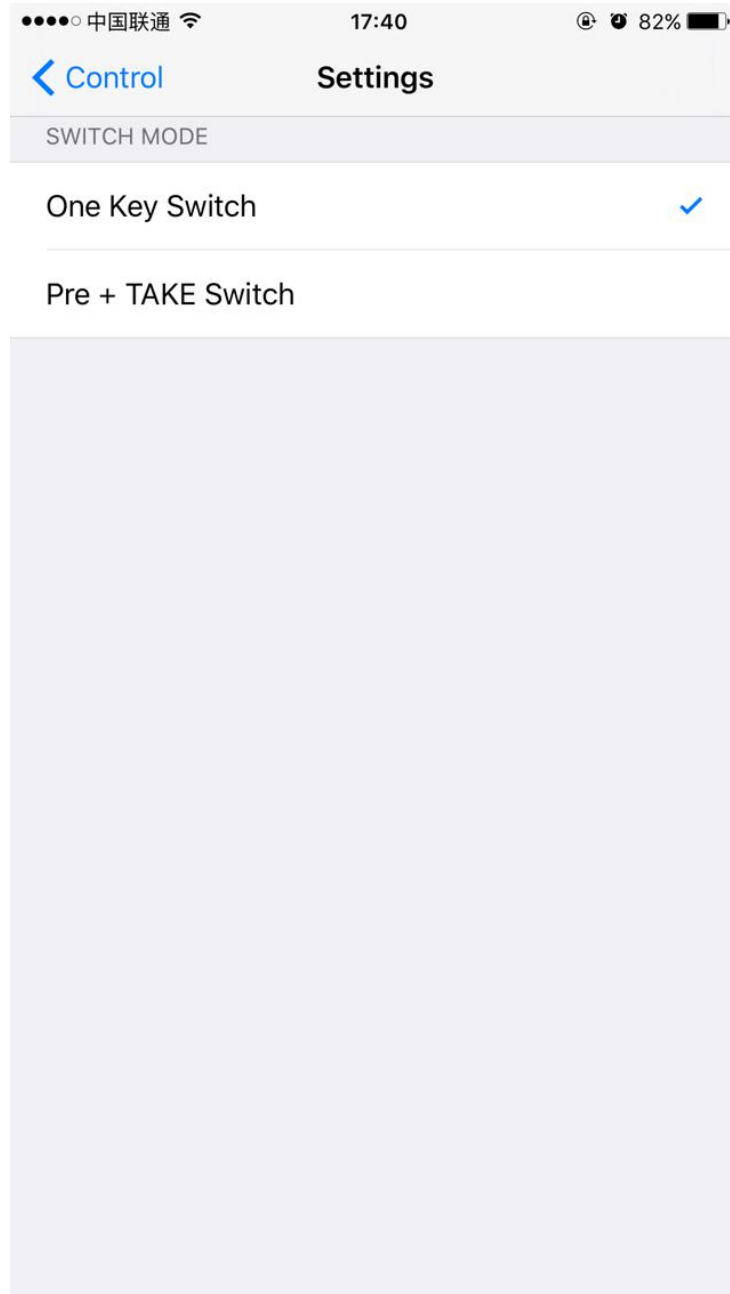 中国联通 17:40 82%
Control Settings
SWITCH MODE
One Key Switch
Pre + TAKE Switch